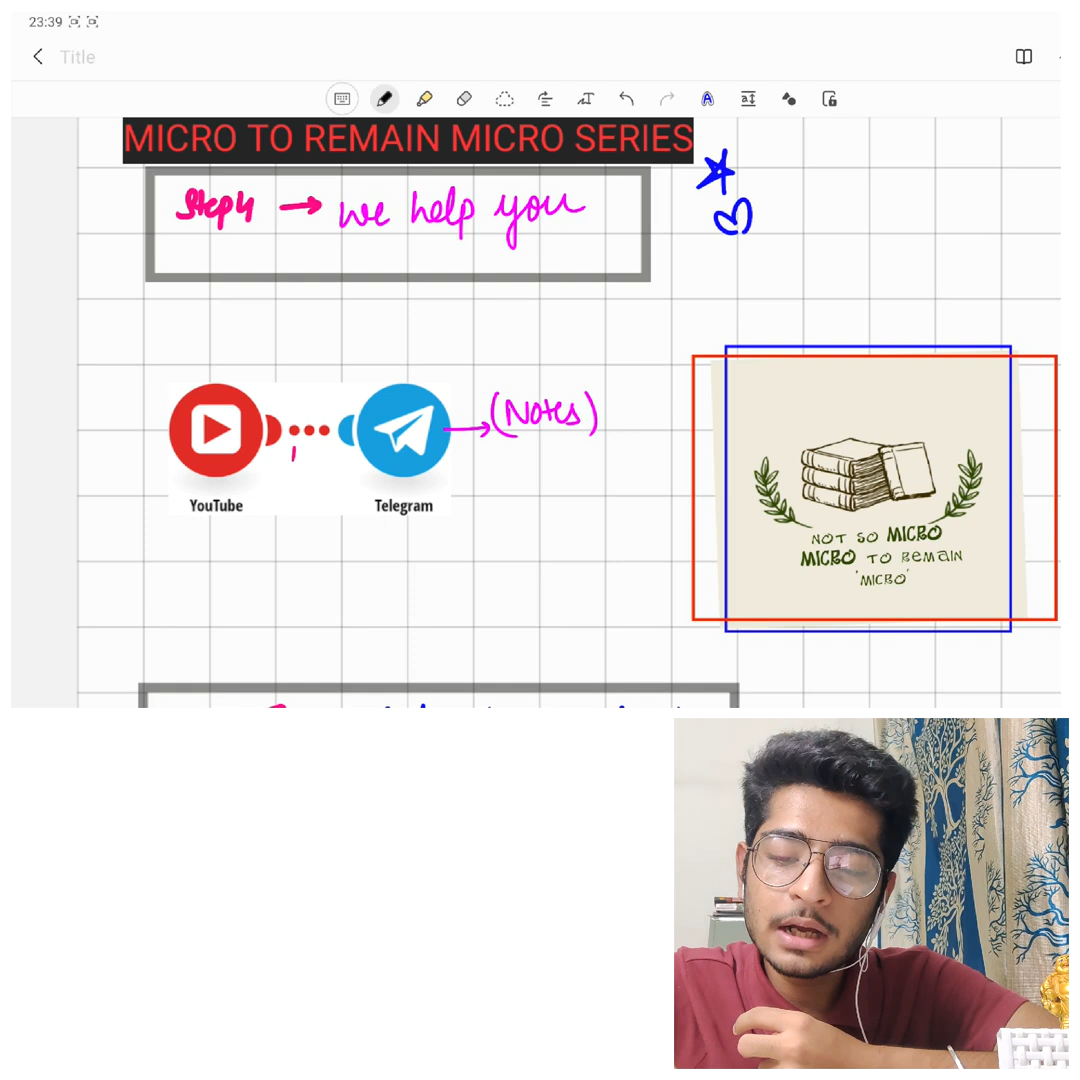 23:39
Title
MICRO TO REMAIN MICRO SERIES
Step4 → we help you
(Notes)
YouTube
Telegram
NOT SO MICRO
MICRO TO REMAIN
'MICRO'